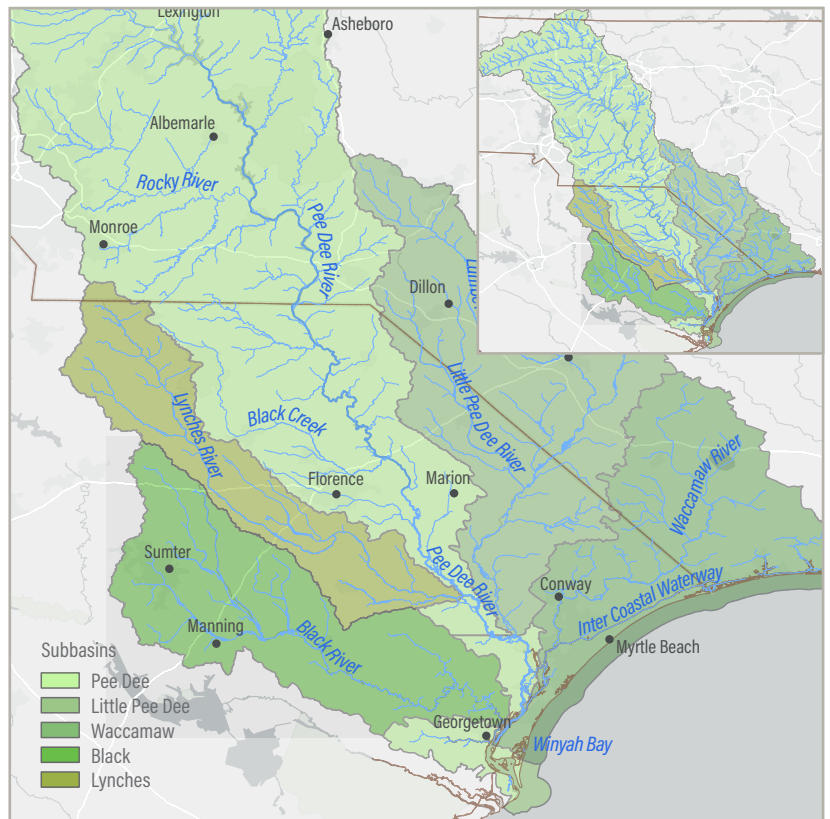 Lexington
Asheboro
Albemarle
Rocky River
Pee Dee River
Monroe
Dillon
Little Pee Dee River
Lynches River
Black Creek
Waccamaw River
Florence
Marion
Sumter
Pee Dee River
Conway
Inter Coastal Waterway
Manning
Black River
Myrtle Beach
Subbasins
Pee Dee
Little Pee Dee
Waccamaw
Black
Lynches
Georgetown
Winyah Bay